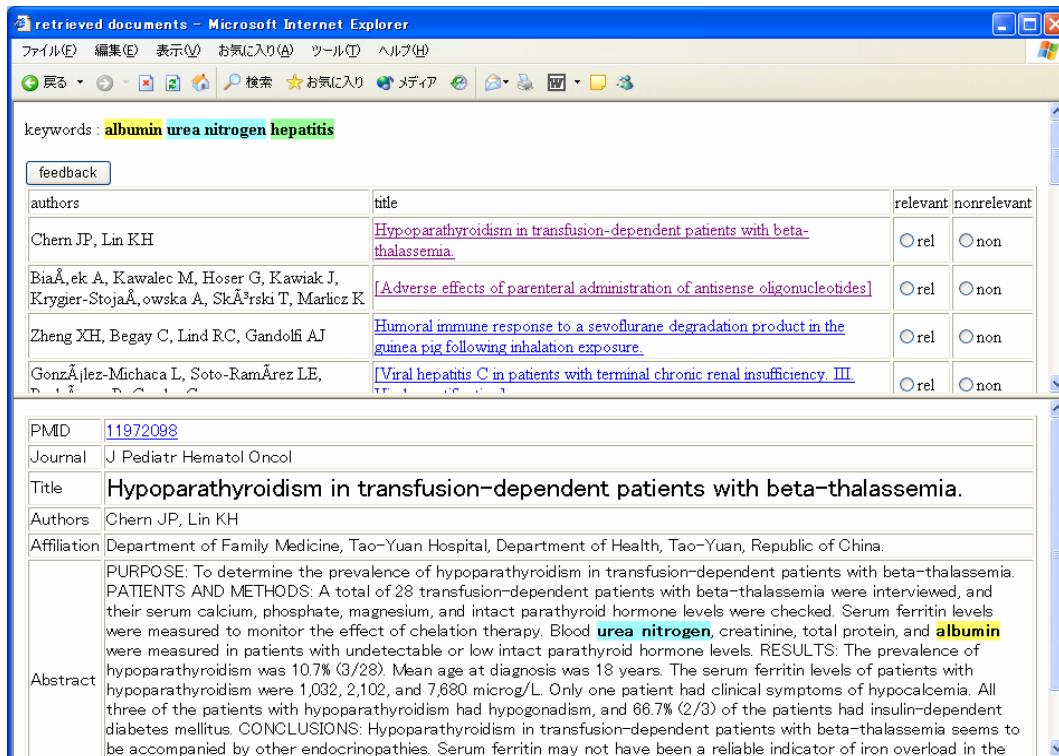 retrieved documents - Microsoft Internet Explorer
ファイル(F) 編集(E) 表示(V) お気に入り(A) ツール(T) ヘルプ(H)
戻る 検索 お気に入り メディア
keywords : albumin urea nitrogen hepatitis
feedback
authors title relevant nonrelevant
Chern JP, Lin KH
Hypoparathyroidism in transfusion-dependent patients with beta-
thalassemia.
rel non
BiaÅ,ek A, Kawalec M, Hoser G, Kawiak J,
Krygier-StojaÅ,owska A, SkÃ³rski T, Marlicz K
[Adverse effects of parenteral administration of antisense oligonucleotides]
rel non
Zheng XH, Begay C, Lind RC, Gandolfi AJ
Humoral immune response to a sevoflurane degradation product in the
guinea pig following inhalation exposure.
rel non
GonzÃ¡lez-Michaca L, Soto-RamÃrez LE,
[Viral hepatitis C in patients with terminal chronic renal insufficiency. III.
rel non
PMID 11972098
Journal J Pediatr Hematol Oncol
Title Hypoparathyroidism in transfusion-dependent patients with beta-thalassemia.
Authors Chern JP, Lin KH
Affiliation Department of Family Medicine, Tao-Yuan Hospital, Department of Health, Tao-Yuan, Republic of China.
Abstract
PURPOSE: To determine the prevalence of hypoparathyroidism in transfusion-dependent patients with beta-thalassemia.
PATIENTS AND METHODS: A total of 28 transfusion-dependent patients with beta-thalassemia were interviewed, and
their serum calcium, phosphate, magnesium, and intact parathyroid hormone levels were checked. Serum ferritin levels
were measured to monitor the effect of chelation therapy. Blood urea nitrogen, creatinine, total protein, and albumin
were measured in patients with undetectable or low intact parathyroid hormone levels. RESULTS: The prevalence of
hypoparathyroidism was 10.7% (3/28). Mean age at diagnosis was 18 years. The serum ferritin levels of patients with
hypoparathyroidism were 1,032, 2,102, and 7,680 microg/L. Only one patient had clinical symptoms of hypocalcemia. All
three of the patients with hypoparathyroidism had hypogonadism, and 66.7% (2/3) of the patients had insulin-dependent
diabetes mellitus. CONCLUSIONS: Hypoparathyroidism in transfusion-dependent patients with beta-thalassemia seems to
be accompanied by other endocrinopathies. Serum ferritin may not have been a reliable indicator of iron overload in the